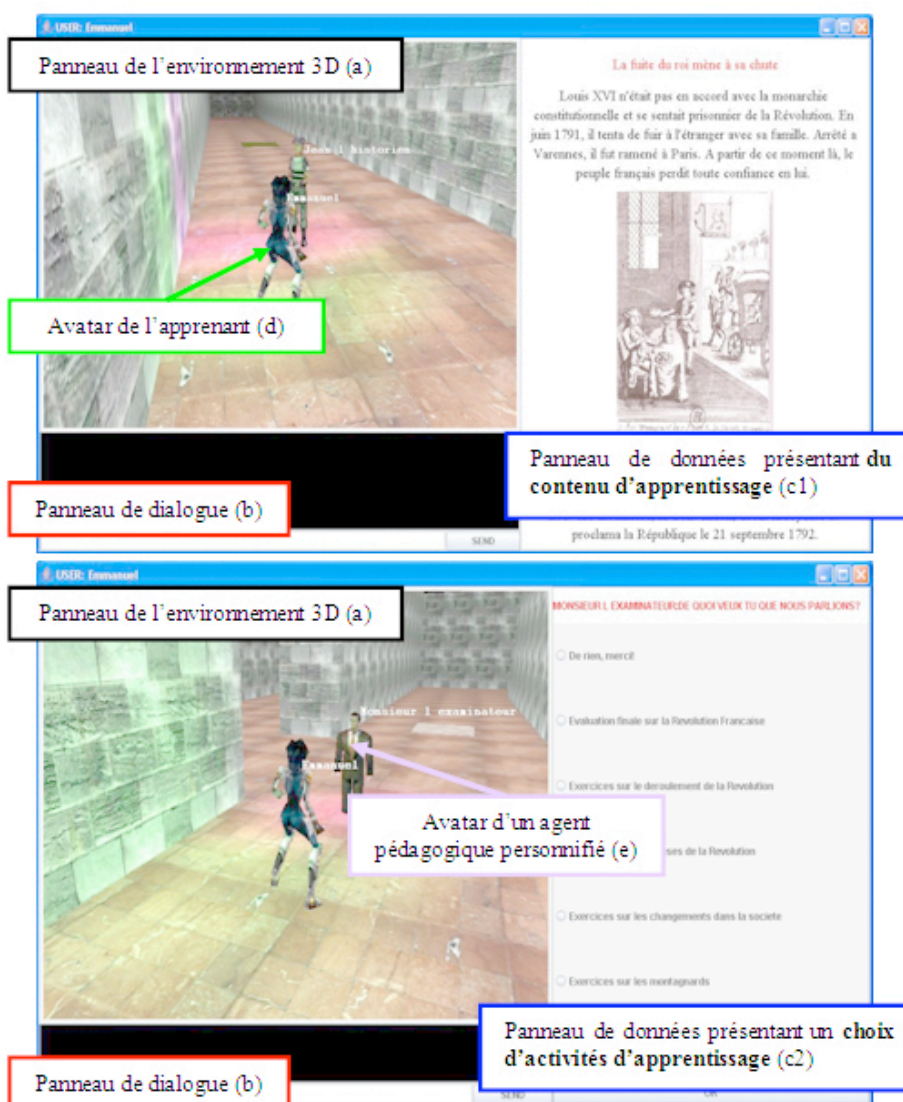 USER: Emmanuel
Panneau de l'environnement 3D (a)
Jean l historien
Emmanuel
Avatar de l'apprenant (d)
Panneau de dialogue (b)
SEND
La fuite du roi mène à sa chute
Louis XVI n'était pas en accord avec la monarchie
constitutionnelle et se sentait prisonnier de la Révolution. En
juin 1791, il tenta de fuir à l'étranger avec sa famille. Arrêté a
Varennes, il fut ramené à Paris. A partir de ce moment là, le
peuple français perdit toute confiance en lui.
Panneau de données présentant du
contenu d'apprentissage (c1)
proclama la République le 21 septembre 1792.
USER: Emmanuel
Panneau de l'environnement 3D (a)
Monsieur l examinateur
Emmanuel
Avatar d'un agent
pédagogique personnifié (e)
Panneau de dialogue (b)
SEND
MONSIEUR L EXAMINATEUR:DE QUOI VEUX TU QUE NOUS PARLIONS?
De rien, merci!
Evaluation finale sur la Revolution Francaise
Exercices sur le deroulement de la Revolution
ses de la Revolution
Exercices sur les changements dans la societe
Exercices sur les montagnards
Panneau de données présentant un choix
d'activités d'apprentissage (c2)
OK